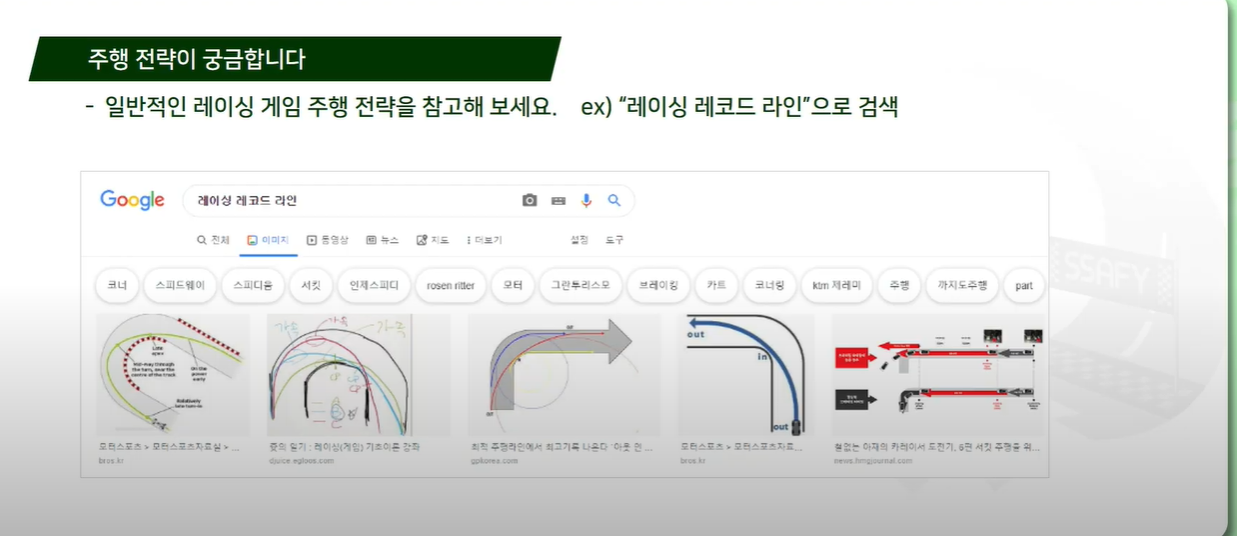 주행 전략이 궁금합니다
- 일반적인 레이싱 게임 주행 전략을 참고해 보세요. ex) “레이싱 레코드 라인”으로 검색
Google 레이싱 레코드 라인
전체 이미지 동영상 뉴스 지도 더보기 설정 도구
코너 스피드웨이 스피디움 서킷 인제스피디 rosen ritter 모터 그란투리스모 브레이킹 카트 코너링 ktm 제레미 주행 까지도주행 part
SSAFY
Late apex
Mid-way through the turn, near the centre of the track
On the power early
Relatively
가속 가속 가속
out
in
out
모터스포츠 > 모터스포츠자료실 > ...
중의 일기 : 레이싱(게임) 기초이론 강좌
최적 주행라인에서 최고기록 나온다 '아웃 인 ...
모터스포츠 > 모터스포츠자료...
철없는 아재의 카레이서 도전기, 6편 서킷 주행을 위...
bros.kr
djuice.egloos.com
gpkorea.com
bros.kr
news.hmgjournal.com